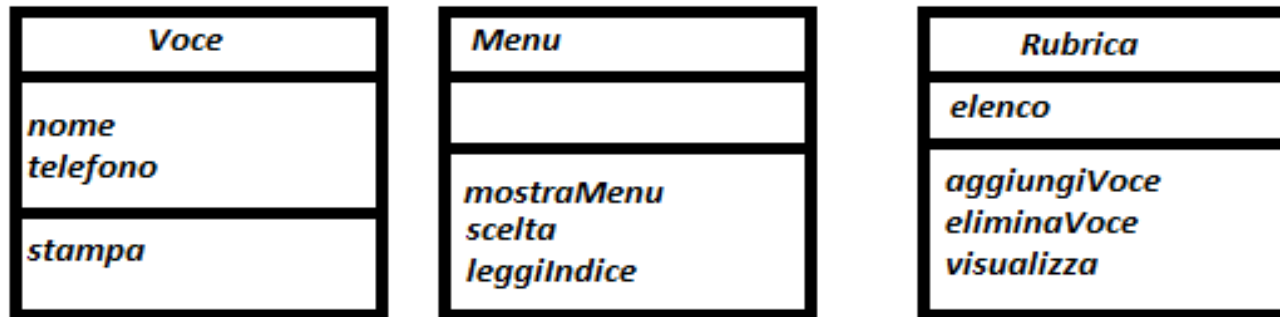 Voce
nome
telefono
stampa
Menu
mostraMenu
scelta
leggiIndice
Rubrica
elenco
aggiungiVoce
eliminaVoce
visualizza